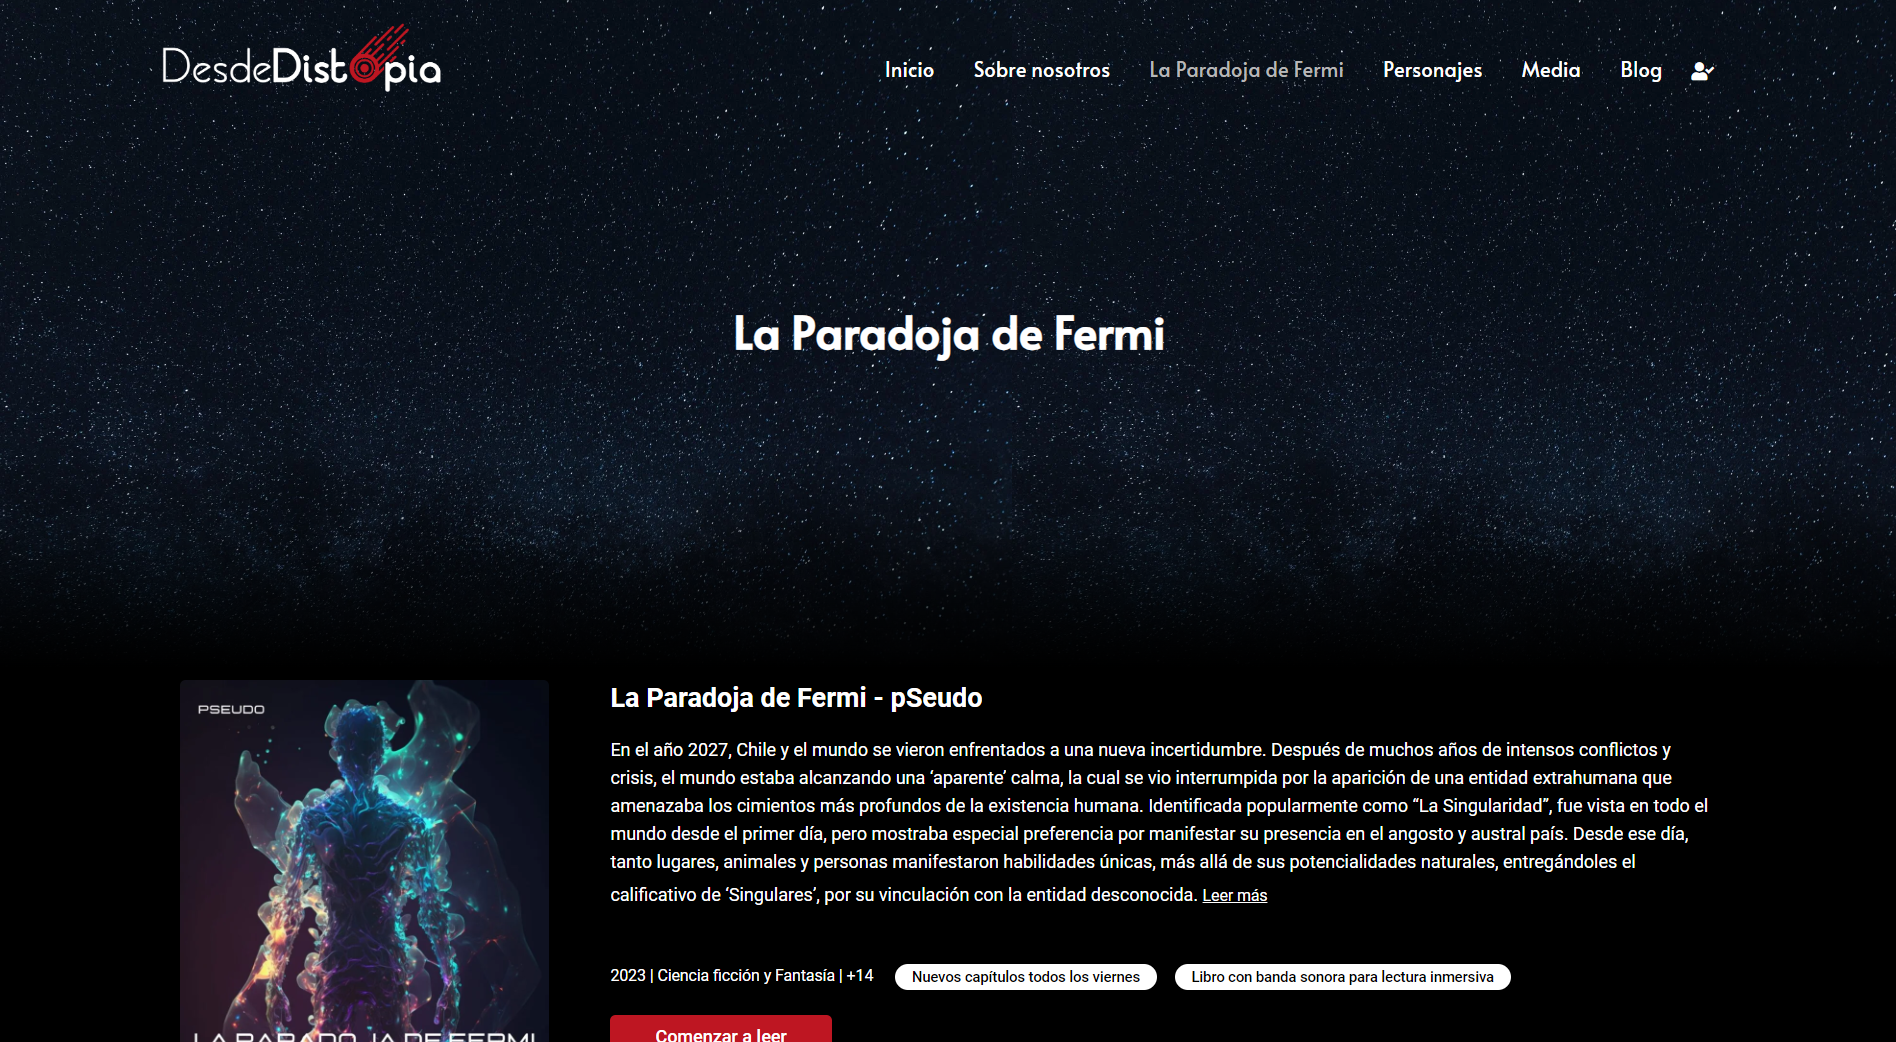 DesdeDistopia
Inicio Sobre nosotros La Paradoja de Fermi Personajes Media Blog
La Paradoja de Fermi
PSEUDO
LA PARADOJA DE FERMI
La Paradoja de Fermi - pSeudo
En el año 2027, Chile y el mundo se vieron enfrentados a una nueva incertidumbre. Después de muchos años de intensos conflictos y
crisis, el mundo estaba alcanzando una ‘aparente’ calma, la cual se vio interrumpida por la aparición de una entidad extrahumana que
amenazaba los cimientos más profundos de la existencia humana. Identificada popularmente como “La Singularidad”, fue vista en todo el
mundo desde el primer día, pero mostraba especial preferencia por manifestar su presencia en el angosto y austral país. Desde ese día,
tanto lugares, animales y personas manifestaron habilidades únicas, más allá de sus potencialidades naturales, entregándoles el
calificativo de ‘Singulares’, por su vinculación con la entidad desconocida. Leer más
2023 | Ciencia ficción y Fantasía | +14 Nuevos capítulos todos los viernes Libro con banda sonora para lectura inmersiva
Comenzar a leer